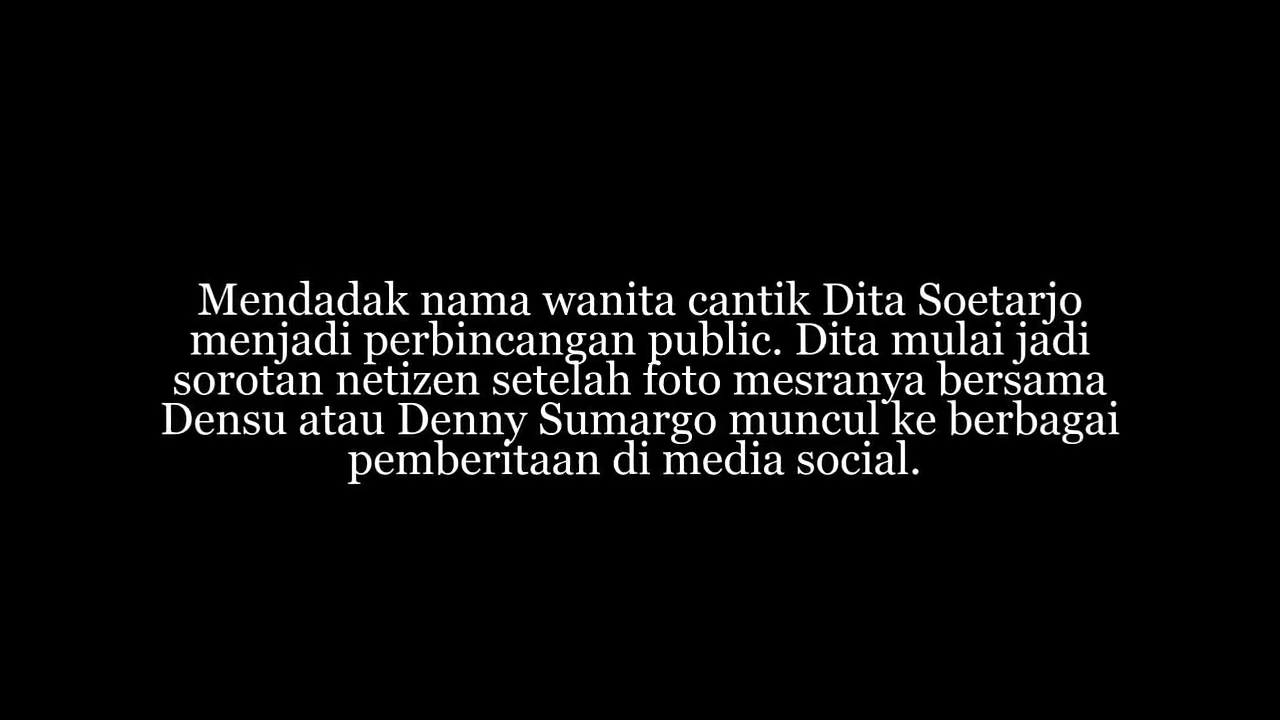 Mendadak nama wanita cantik Dita Soetarjo
menjadi perbincangan public. Dita mulai jadi
sorotan netizen setelah foto mesranya bersama
Densu atau Denny Sumargo muncul ke berbagai
pemberitaan di media social.